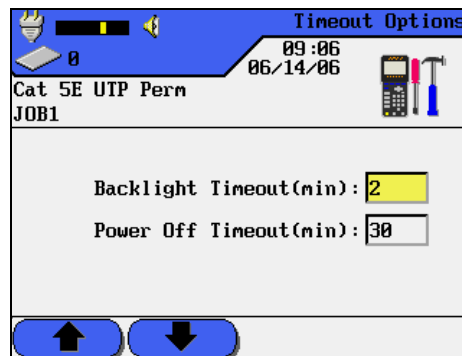 Timeout Options
0
09:06
06/14/06
Cat 5E UTP Perm
JOB1
Backlight Timeout(min): 2
Power Off Timeout(min): 30